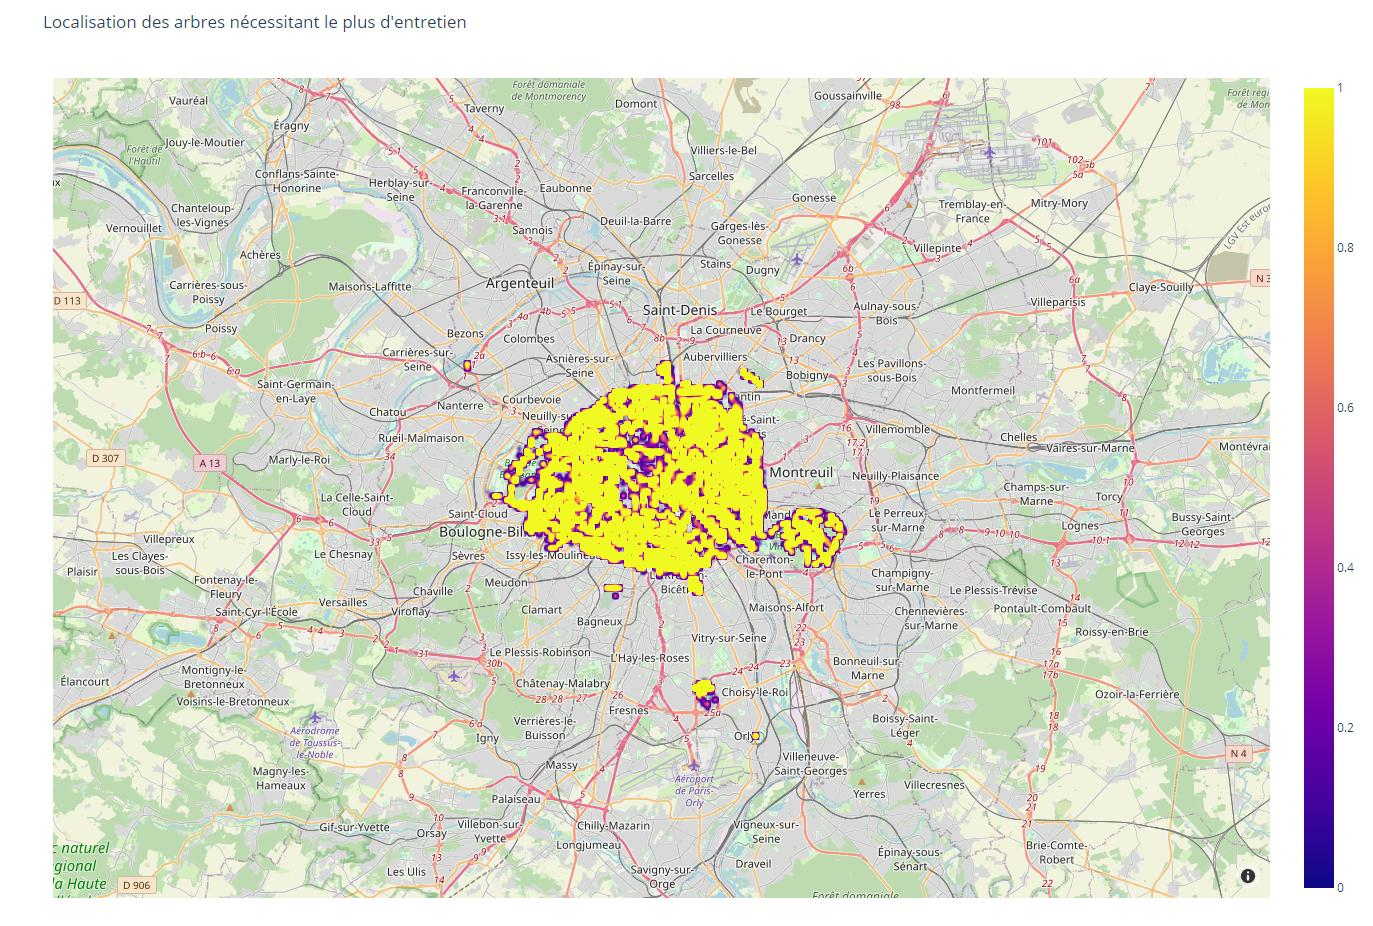 Localisation des arbres nécessitant le plus d'entretien
Forêt domaniale
de Montmorency
Goussainville
Vauréal
Taverny
Domont
Éragny
Jouy-le-Moutier
Forêt de
l'Hautil
Villiers-le-Bel
Conflans-Sainte-
Honorine
Herblay-sur-
Seine
Franconville-
la-Garenne
Eaubonne
Sarcelles
Gonesse
Tremblay-en-
France
Mitry-Mory
Chanteloup-
les-Vignes
Vernouillet
Sannois
Deuil-la-Barre
Garges-lès-
Gonesse
Villepinte
Achères
Épinay-sur-
Seine
Stains
Dugny
Argenteuil
Maisons-Laffitte
Carrières-sous-
Poissy
D 113
Claye-Souilly
Villeparisis
Saint-Denis
Le Bourget
Aulnay-sous-
Bois
Poissy
Bezons
Colombes
La Courneuve
Drancy
Carrières-sur-
Seine
Asnières-sur-
Seine
Aubervilliers
Bobigny
Les Pavillons-
sous-Bois
Montfermeil
Saint-Germain-
en-Laye
Chatou
Nanterre
Courbevoie
Rueil-Malmaison
Villemomble
Chelles
Vaires-sur-Marne
D 307
A 13
Marly-le-Roi
Montreuil
Neuilly-Plaisance
Champs-sur-
Marne
Torcy
La Celle-Saint-
Cloud
Saint-Cloud
Le Perreux-
sur-Marne
Lognes
Bussy-Saint-
Georges
Villepreux
Les Clayes-
sous-Bois
Le Chesnay
Sèvres
Charenton-
le-Pont
Plaisir
Fontenay-le-
Fleury
Versailles
Chaville
Meudon
Champigny-
sur-Marne
Le Plessis-Trévise
Saint-Cyr-l'École
Viroflay
Clamart
Bagneux
Maisons-Alfort
Chennevières-
sur-Marne
Pontault-Combault
Roissy-en-Brie
Vitry-sur-Seine
Le Plessis-Robinson
L'Haÿ-les-Roses
Bonneuil-sur-
Marne
Montigny-le-
Bretonneux
Élancourt
Voisins-le-Bretonneux
Châtenay-Malabry
Choisy-le-Roi
Ozoir-la-Ferrière
Fresnes
Aérodrome
de Toussus-
le-Noble
Verrières-le-
Buisson
Igny
Boissy-Saint-
Léger
N 4
Massy
Villeneuve-
Saint-Georges
Magny-les-
Hameaux
Aéroport
de Paris-
Orly
Palaiseau
Yerres
Villecresnes
Gif-sur-Yvette
Orsay
Villebon-sur-
Yvette
Chilly-Mazarin
Longjumeau
Vigneux-sur-
Seine
Brie-Comte-
Robert
Les Ulis
Draveil
Épinay-sous-
Sénart
Savigny-sur-
Orge
D 906
1
0.8
0.6
0.4
0.2
0